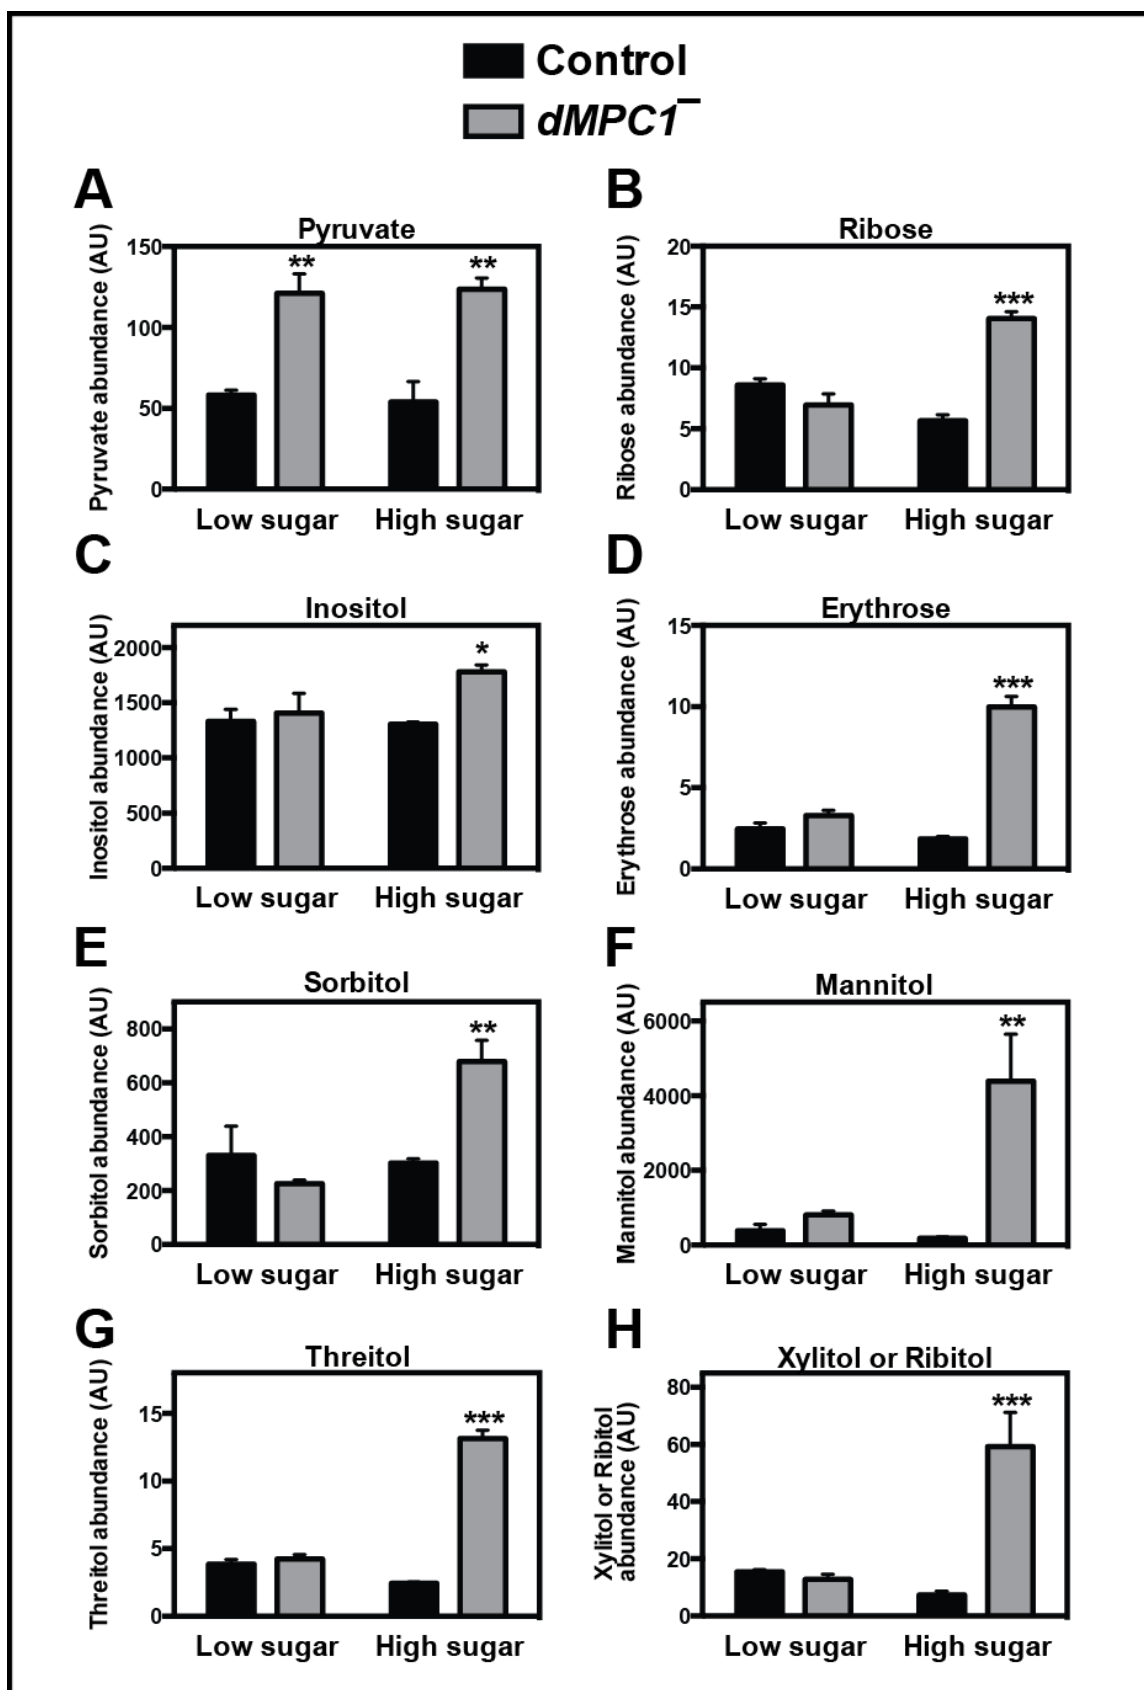 Control
dMPC1⁻
A
Pyruvate
Pyruvate abundance (AU)
150
100
50
0
**
**
Low sugar
High sugar
B
Ribose
Ribose abundance (AU)
20
15
10
5
0
***
Low sugar
High sugar
C
Inositol
Inositol abundance (AU)
2000
1500
1000
500
0
*
Low sugar
High sugar
D
Erythrose
Erythrose abundance (AU)
15
10
5
0
***
Low sugar
High sugar
E
Sorbitol
Sorbitol abundance (AU)
800
600
400
200
0
**
Low sugar
High sugar
F
Mannitol
Mannitol abundance (AU)
6000
4000
2000
0
**
Low sugar
High sugar
G
Threitol
Threitol abundance (AU)
15
10
5
0
***
Low sugar
High sugar
H
Xylitol or Ribitol
Xylitol or Ribitol
abundance (AU)
80
60
40
20
0
***
Low sugar
High sugar